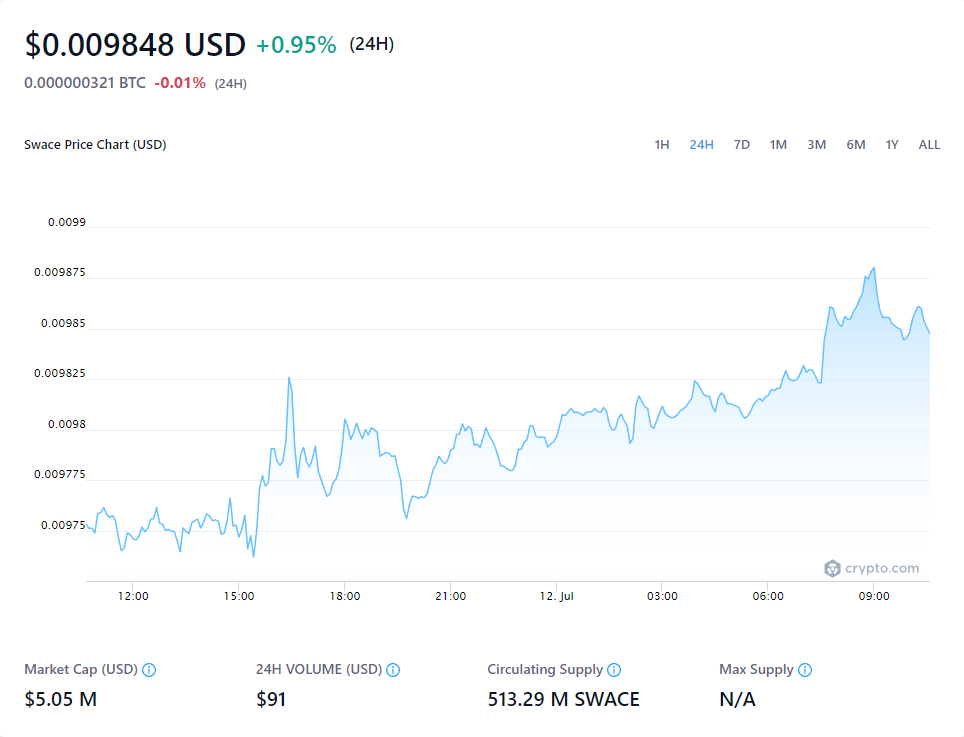 $0.009848 USD +0.95% (24H)
0.000000321 BTC -0.01% (24H)
Swace Price Chart (USD) 1H 24H 7D 1M 3M 6M 1Y ALL
0.0099
0.009875
0.00985
0.009825
0.0098
0.009775
0.00975
crypto.com
12:00 15:00 18:00 21:00 12. Jul 03:00 06:00 09:00
Market Cap (USD) 24H VOLUME (USD) Circulating Supply Max Supply
$5.05 M $91 513.29 M SWACE N/A